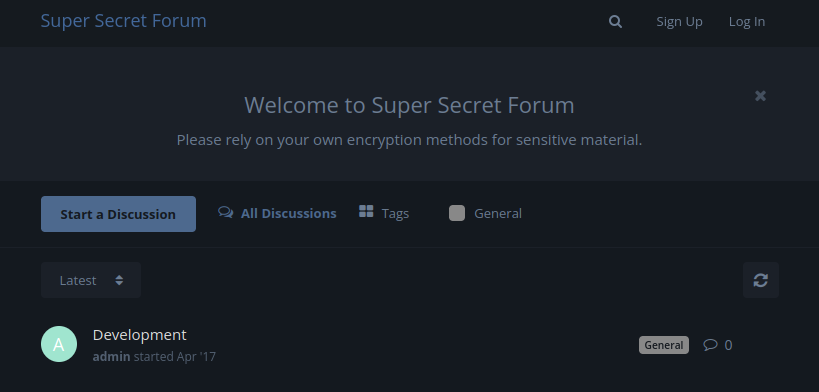 Super Secret Forum Sign Up Log In
Welcome to Super Secret Forum
Please rely on your own encryption methods for sensitive material.
Start a Discussion All Discussions Tags General
Latest
A Development
admin started Apr '17 General 0